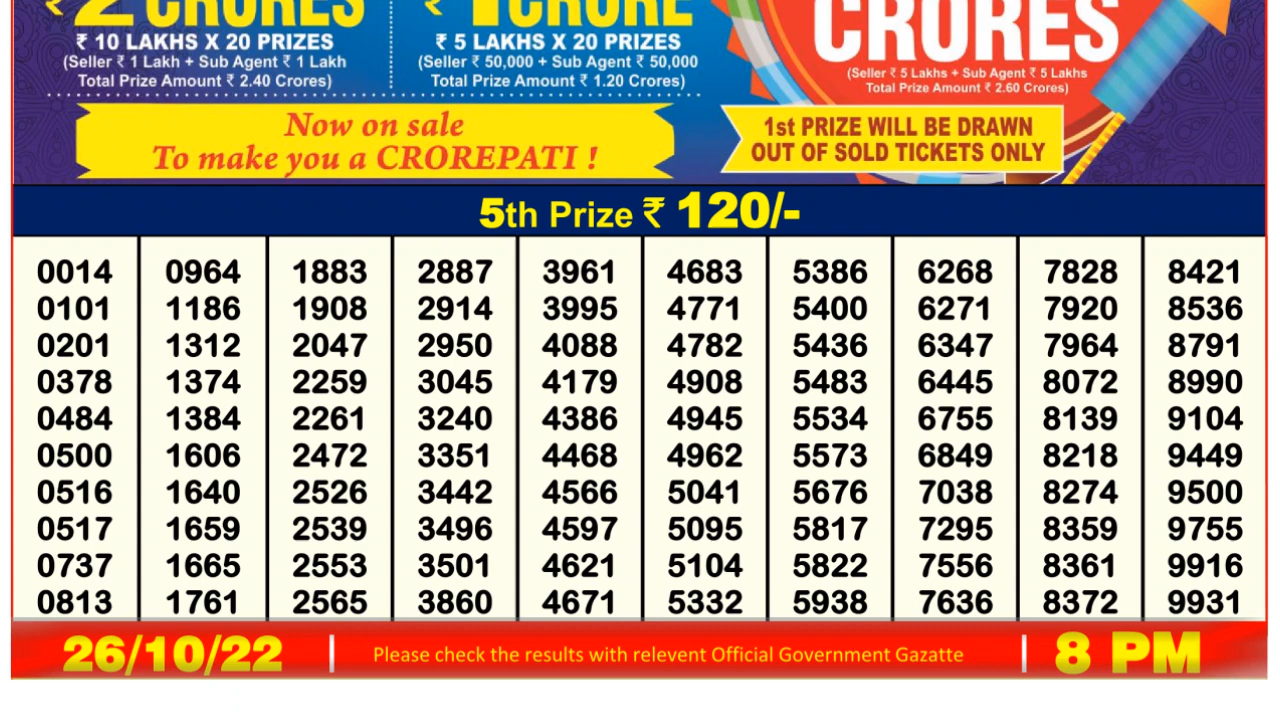 ₹ 2 CRORES
₹ 10 LAKHS X 20 PRIZES
(Seller ₹ 1 Lakh + Sub Agent ₹ 1 Lakh
Total Prize Amount ₹ 2.40 Crores)
₹ 1 CRORE
₹ 5 LAKHS X 20 PRIZES
(Seller ₹ 50,000 + Sub Agent ₹ 50,000
Total Prize Amount ₹ 1.20 Crores)
CRORES
(Seller ₹ 5 Lakhs + Sub Agent ₹ 5 Lakhs
Total Prize Amount ₹ 2.60 Crores)
Now on sale
To make you a CROREPATI !
1st PRIZE WILL BE DRAWN
OUT OF SOLD TICKETS ONLY
5th Prize ₹ 120/-
0014 0964 1883 2887 3961 4683 5386 6268 7828 8421
0101 1186 1908 2914 3995 4771 5400 6271 7920 8536
0201 1312 2047 2950 4088 4782 5436 6347 7964 8791
0378 1374 2259 3045 4179 4908 5483 6445 8072 8990
0484 1384 2261 3240 4386 4945 5534 6755 8139 9104
0500 1606 2472 3351 4468 4962 5573 6849 8218 9449
0516 1640 2526 3442 4566 5041 5676 7038 8274 9500
0517 1659 2539 3496 4597 5095 5817 7295 8359 9755
0737 1665 2553 3501 4621 5104 5822 7556 8361 9916
0813 1761 2565 3860 4671 5332 5938 7636 8372 9931
26/10/22 | Please check the results with relevent Official Government Gazatte | 8 PM